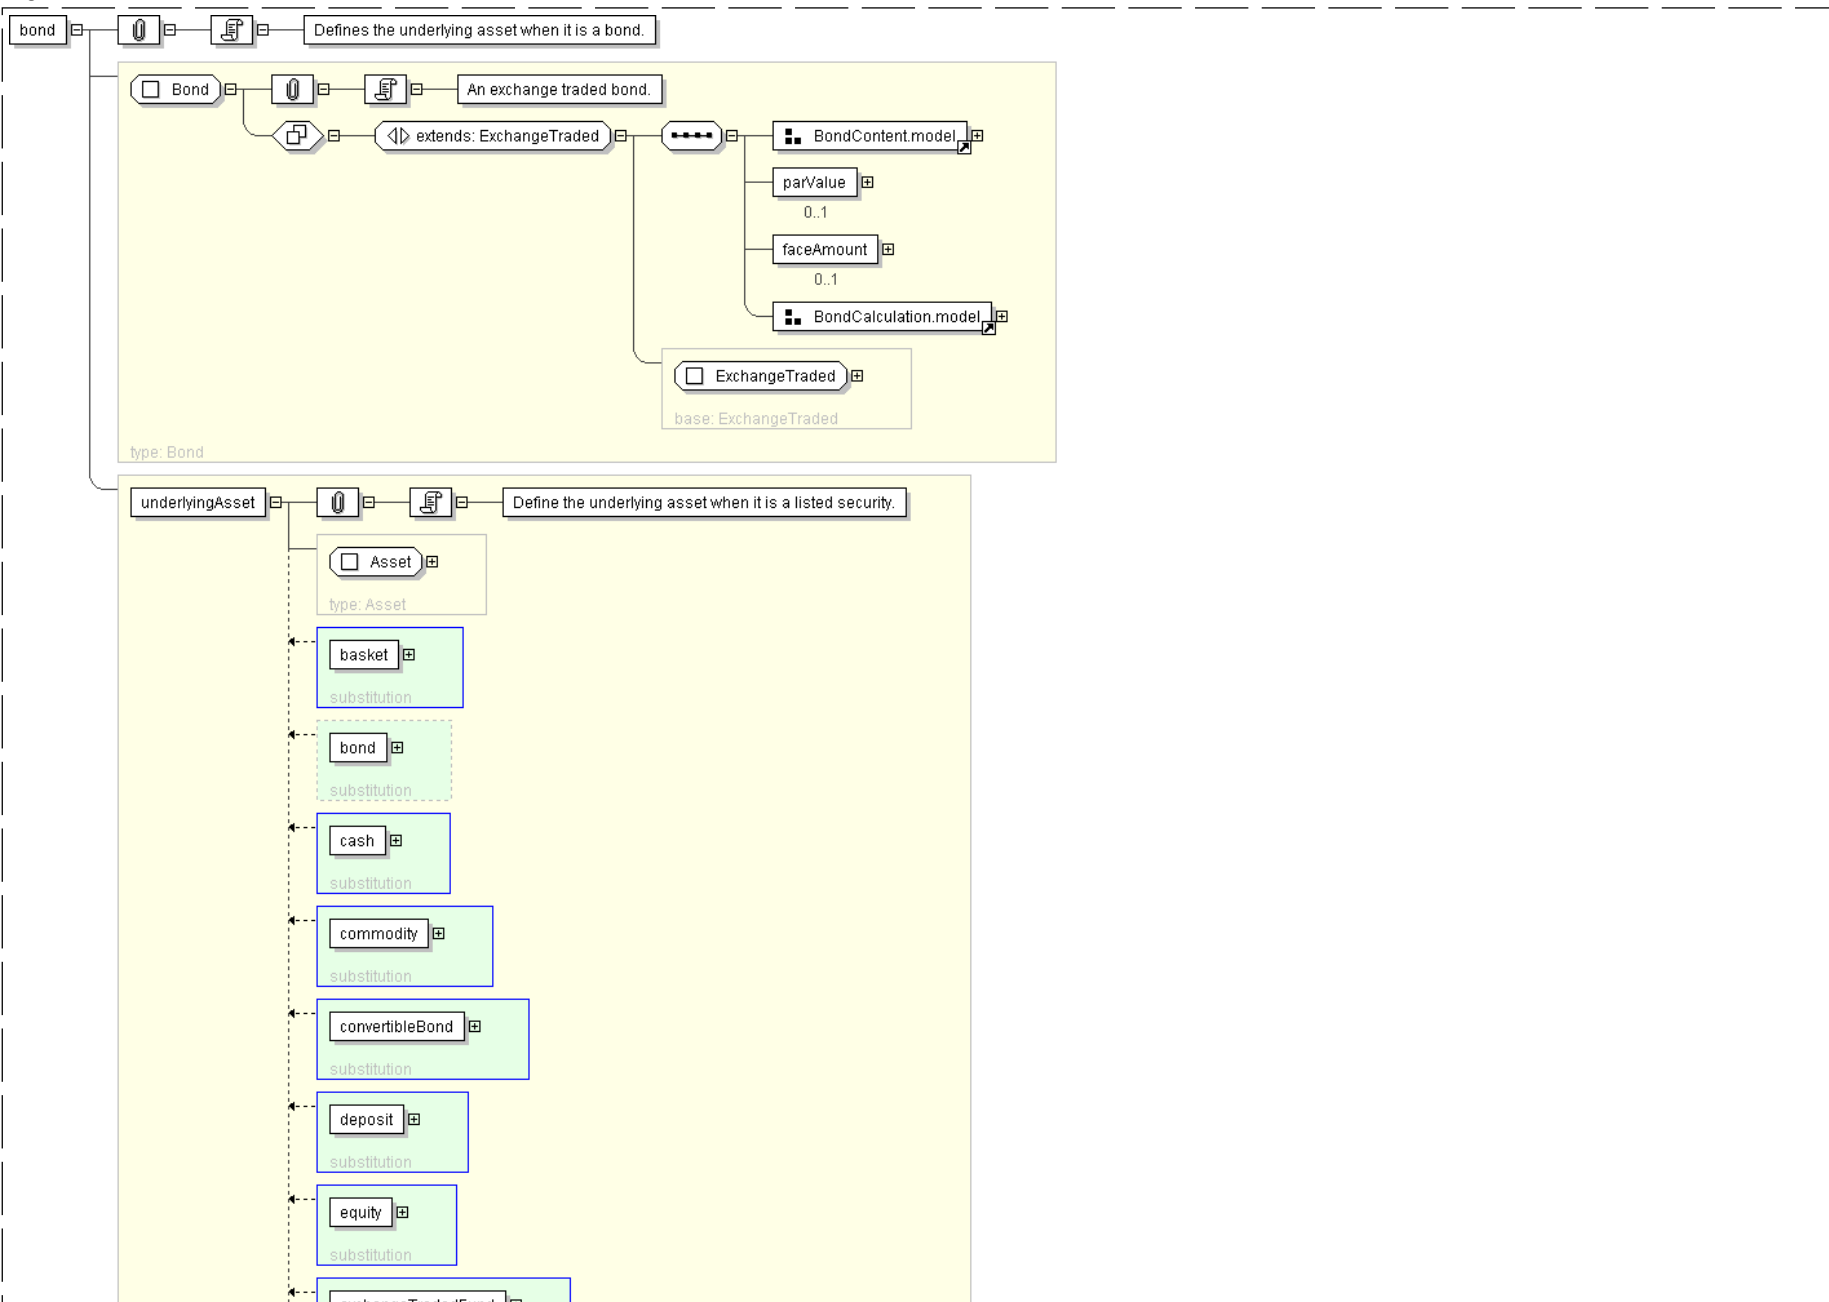 bond
Defines the underlying asset when it is a bond.
Bond
An exchange traded bond.
extends: ExchangeTraded
BondContent.model
parValue
0..1
faceAmount
0..1
BondCalculation.model
ExchangeTraded
base: ExchangeTraded
type: Bond
underlyingAsset
Define the underlying asset when it is a listed security.
Asset
type: Asset
basket
substitution
bond
substitution
cash
substitution
commodity
substitution
convertibleBond
substitution
deposit
substitution
equity
substitution